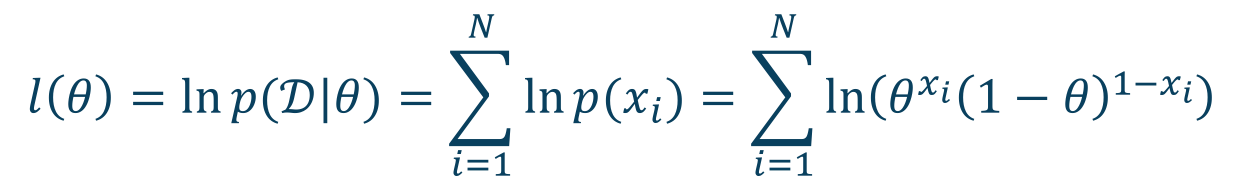 l(θ) = ln p(𝒟|θ) = ∑_{i=1}^{N} ln p(x_i) = ∑_{i=1}^{N} ln(θ^{x_i}(1 − θ)^{1−x_i})